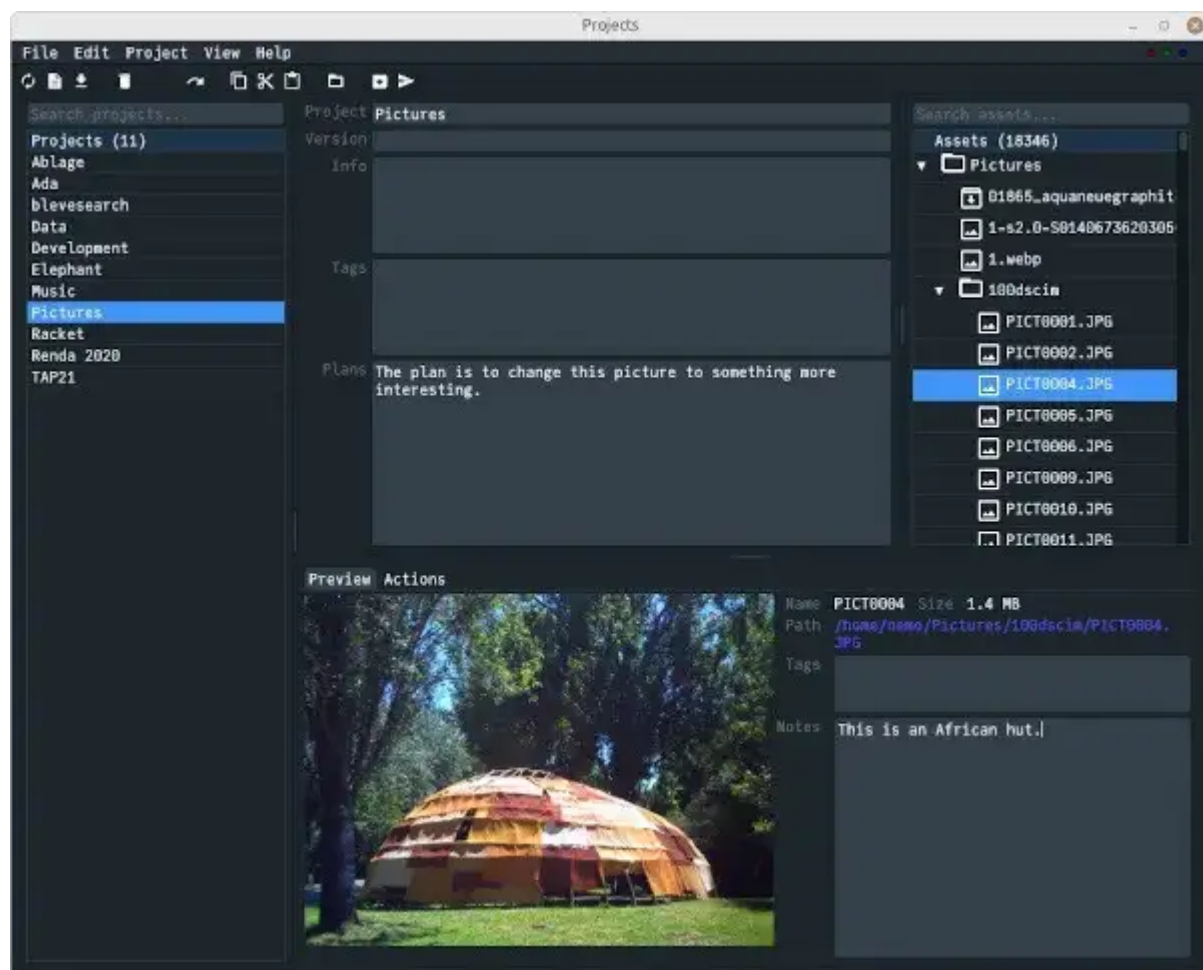 Projects
File Edit Project View Help
Search projects...
Projects (11)
Ablage
Ada
blevesearch
Data
Development
Elephant
Music
Pictures
Racket
Renda 2020
TAP21
Project Pictures
Version
Info
Tags
Plans The plan is to change this picture to something more
interesting.
Search assets...
Assets (18346)
Pictures
01865_aquaneuegraphit
1-s2.0-S0140673620305
1.webp
100dscim
PICT0001.JPG
PICT0002.JPG
PICT0004.JPG
PICT0005.JPG
PICT0006.JPG
PICT0009.JPG
PICT0010.JPG
PICT0011.JPG
Preview Actions
Name PICT0004 Size 1.4 MB
Path /home/nemo/Pictures/100dscim/PICT0004.
JPG
Tags
Notes This is an African hut.